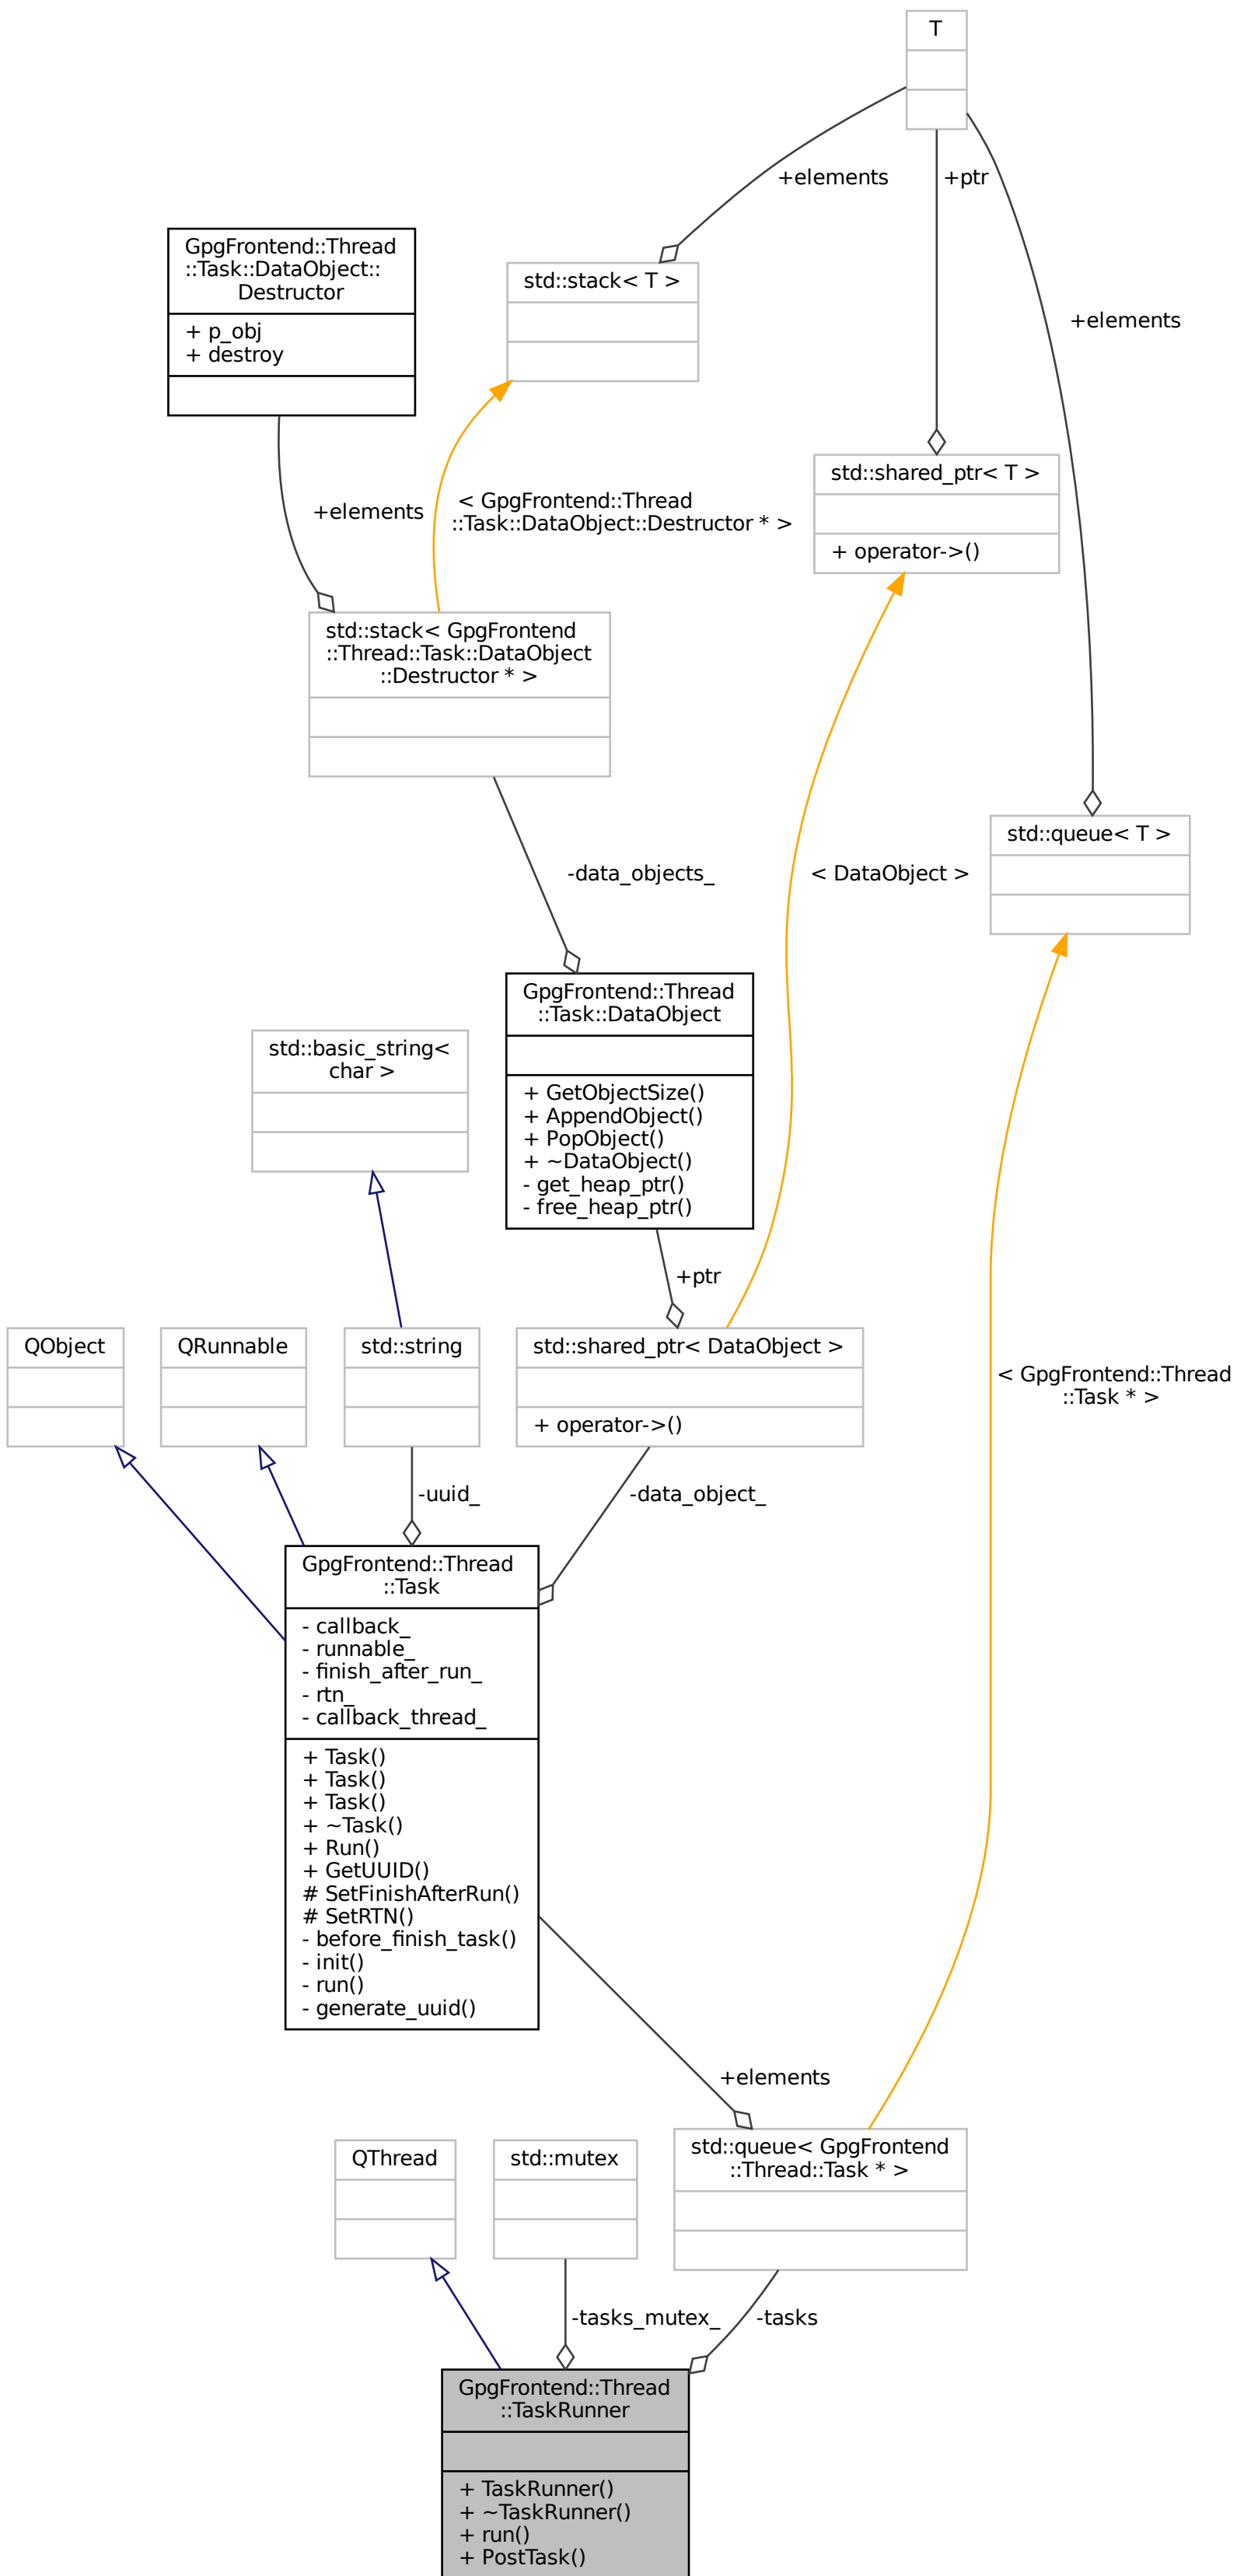 T
+elements
+ptr
GpgFrontend::Thread
::Task::DataObject::
Destructor
+ p_obj
+ destroy
std::stack< T >
+elements
std::shared_ptr< T >
+ operator->()
+elements
< GpgFrontend::Thread
::Task::DataObject::Destructor * >
std::stack< GpgFrontend
::Thread::Task::DataObject
::Destructor * >
std::queue< T >
-data_objects_
< DataObject >
GpgFrontend::Thread
::Task::DataObject
+ GetObjectSize()
+ AppendObject()
+ PopObject()
+ ~DataObject()
- get_heap_ptr()
- free_heap_ptr()
std::basic_string<
char >
+ptr
QObject
QRunnable
std::string
std::shared_ptr< DataObject >
+ operator->()
< GpgFrontend::Thread
::Task * >
-uuid_
-data_object_
GpgFrontend::Thread
::Task
- callback_
- runnable_
- finish_after_run_
- rtn_
- callback_thread_
+ Task()
+ Task()
+ Task()
+ ~Task()
+ Run()
+ GetUUID()
# SetFinishAfterRun()
# SetRTN()
- before_finish_task()
- init()
- run()
- generate_uuid()
+elements
QThread
std::mutex
std::queue< GpgFrontend
::Thread::Task * >
-tasks_mutex_
-tasks
GpgFrontend::Thread
::TaskRunner
+ TaskRunner()
+ ~TaskRunner()
+ run()
+ PostTask()